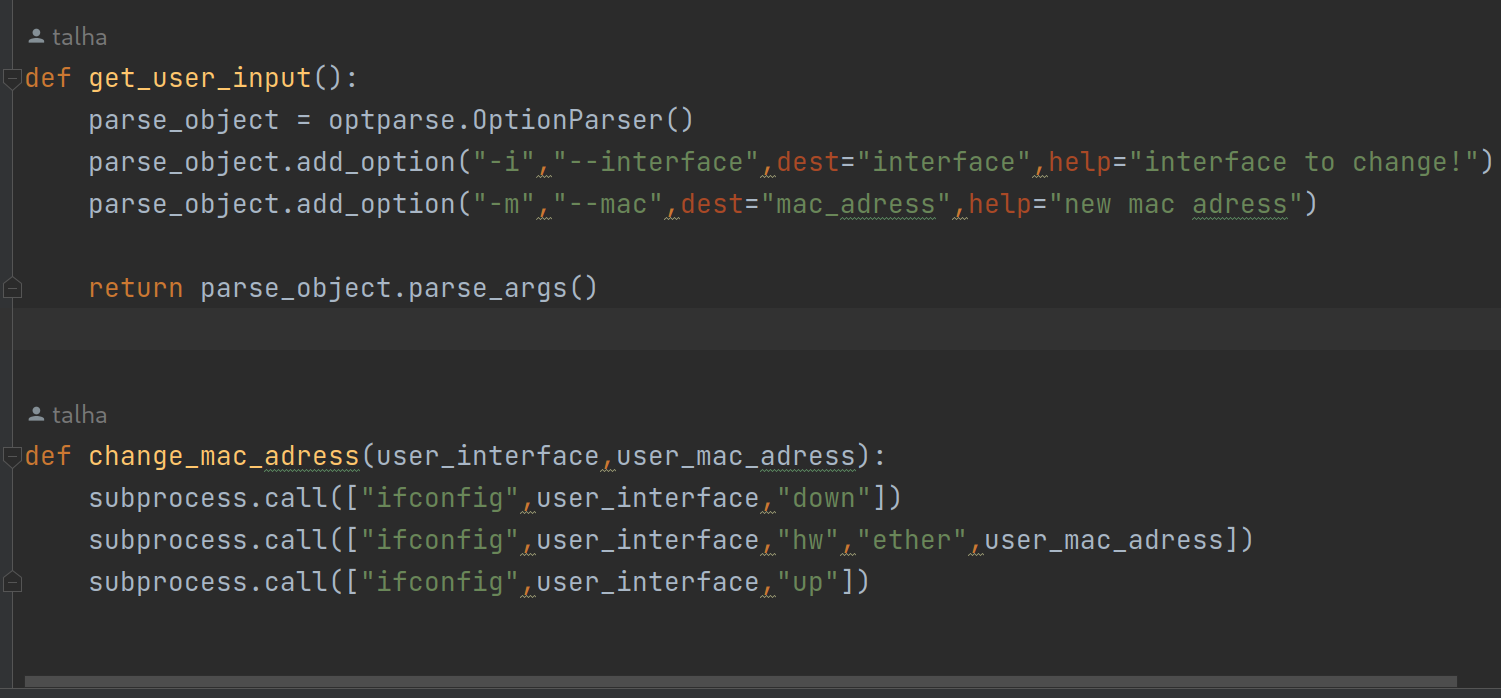 talha
def get_user_input():
    parse_object = optparse.OptionParser()
    parse_object.add_option("-i","--interface",dest="interface",help="interface to change!")
    parse_object.add_option("-m","--mac",dest="mac_adress",help="new mac adress")
    return parse_object.parse_args()
talha
def change_mac_adress(user_interface,user_mac_adress):
    subprocess.call(["ifconfig",user_interface,"down"])
    subprocess.call(["ifconfig",user_interface,"hw","ether",user_mac_adress])
    subprocess.call(["ifconfig",user_interface,"up"])